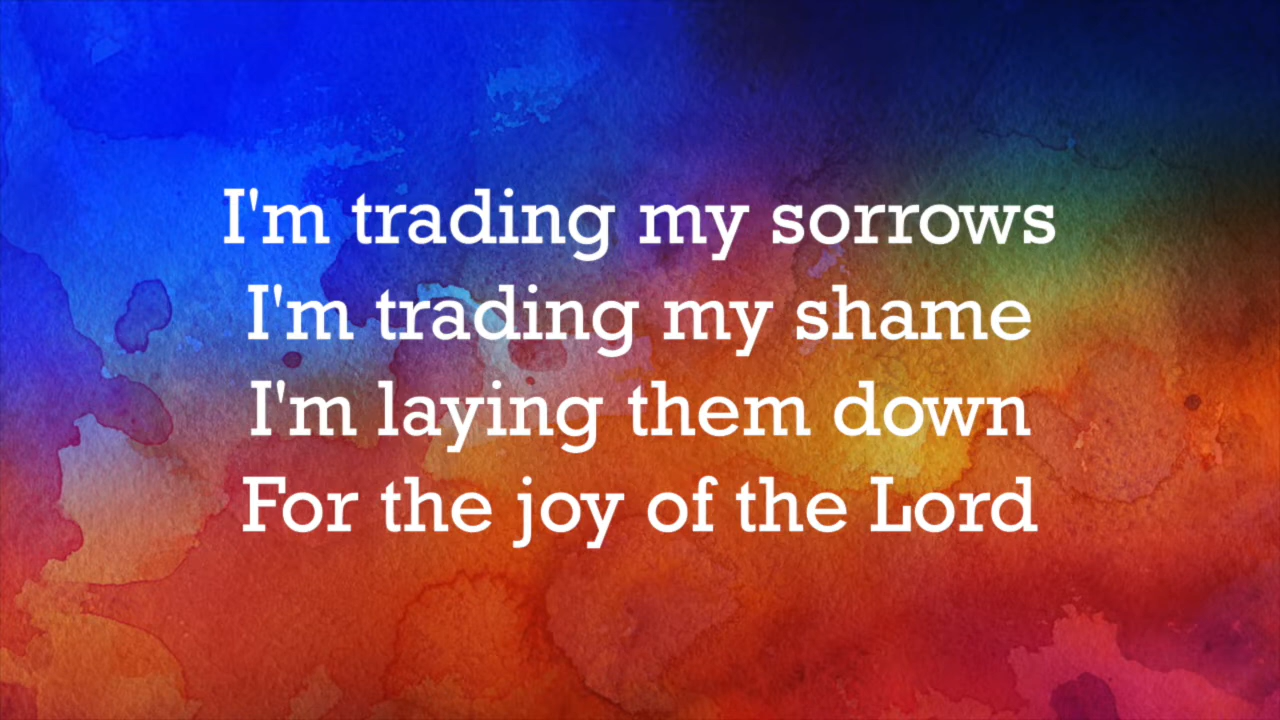 I'm trading my sorrows
I'm trading my shame
I'm laying them down
For the joy of the Lord